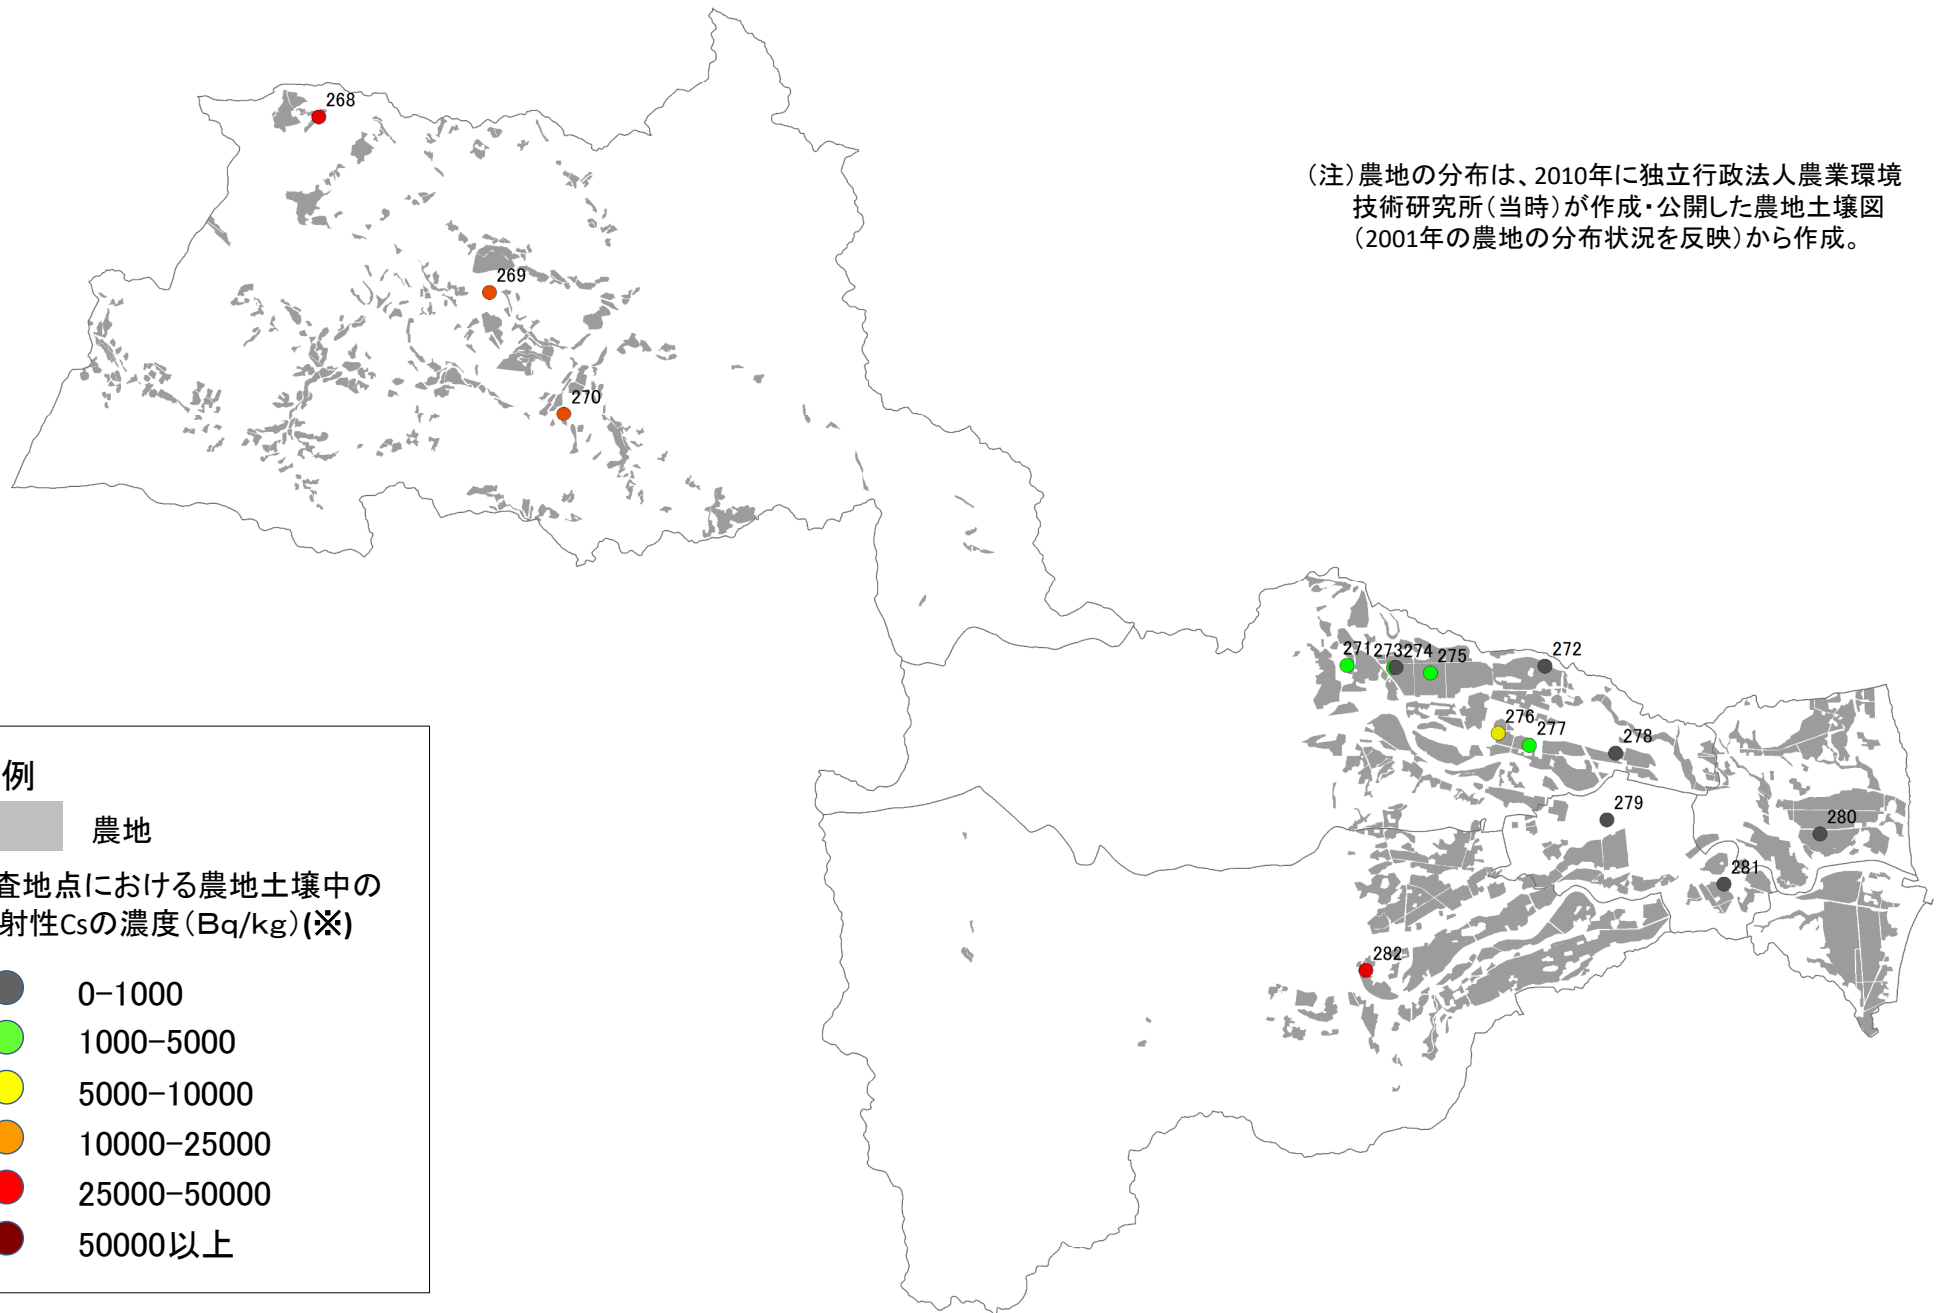 268
(注)農地の分布は、2010年に独立行政法人農業環境
技術研究所(当時)が作成・公開した農地土壌図
(2001年の農地の分布状況を反映)から作成。
269
270
271 273 274 275 272
276 277 278
279
280
281
282
例
農地
査地点における農地土壌中の
射性Csの濃度(Bq/kg)(※)
0-1000
1000-5000
5000-10000
10000-25000
25000-50000
50000以上